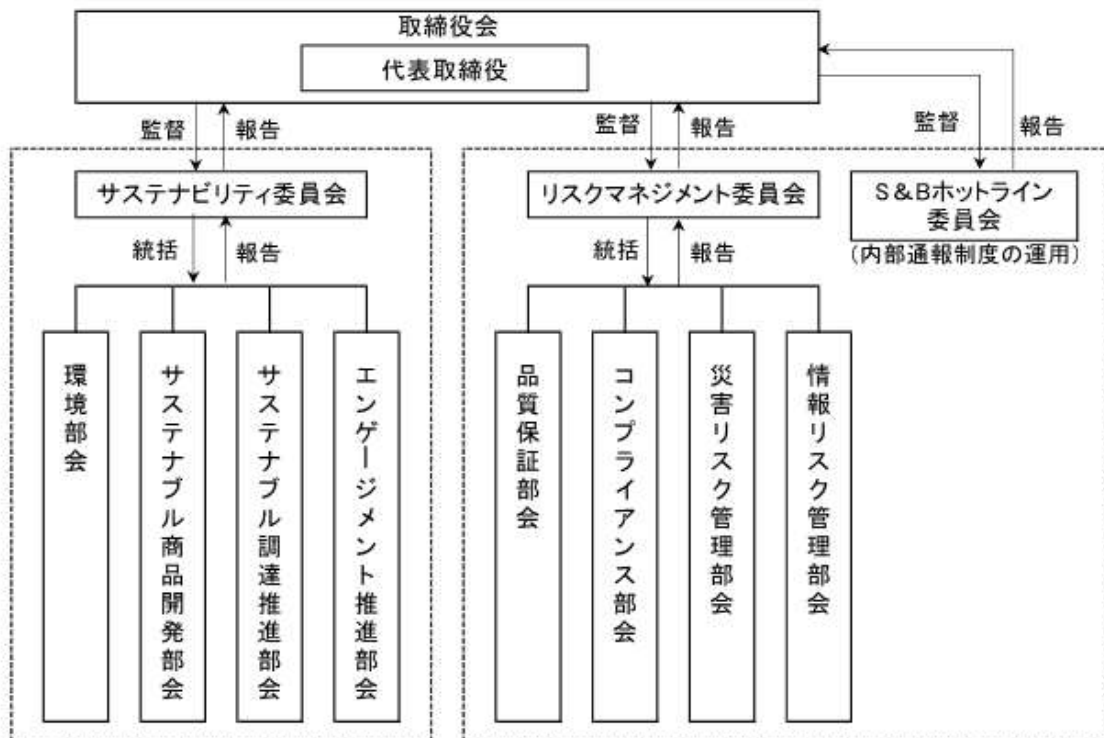 取締役会
代表取締役
監督
報告
監督
報告
監督
報告
サステナビリティ委員会
リスクマネジメント委員会
S&Bホットライン
委員会
(内部通報制度の運用)
統括
報告
統括
報告
環境部会
サステナブル商品開発部会
サステナブル調達推進部会
エンゲージメント推進部会
品質保証部会
コンプライアンス部会
災害リスク管理部会
情報リスク管理部会